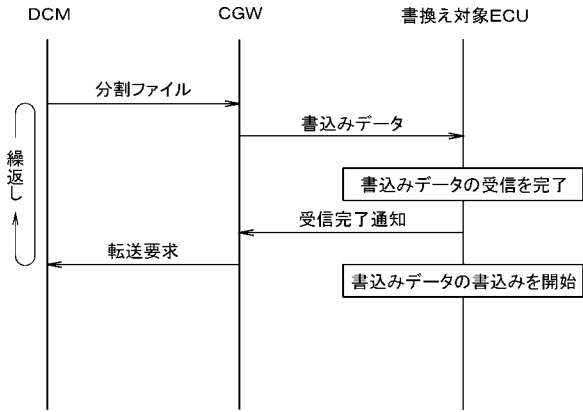 DCM
CGW
書換え対象ECU
分割ファイル
書込みデータ
繰返し
書込みデータの受信を完了
受信完了通知
転送要求
書込みデータの書込みを開始